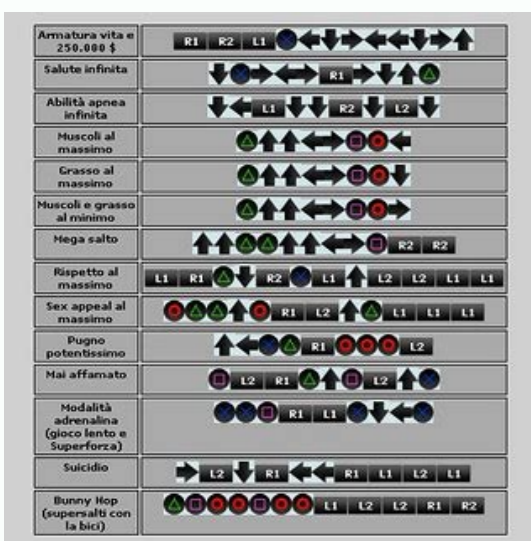 Armatura vita e
250.000 $
R1 R2 L1
Salute infinita
R1
Abilità apnea
infinita
L1 R2 L2
Muscoli al
massimo
Grasso al
massimo
Muscoli e grasso
al minimo
Mega salto
R2 R2
Rispetto al
massimo
L1 R1 R2 L1 L2 L2 L1 L1
Sex appeal al
massimo
R1 L2 L1 L1 L1
Pugno
potentissimo
R1 L2
Mai affamato
L2 R1 L2
Modalità
adrenalina
(gioco lento e
Superforza)
R1 L1
Suicidio
L2 R1 R1 L1 L2 L1
Bunny Hop
(supersalti con
la bici)
L1 L2 L2 R1 R2